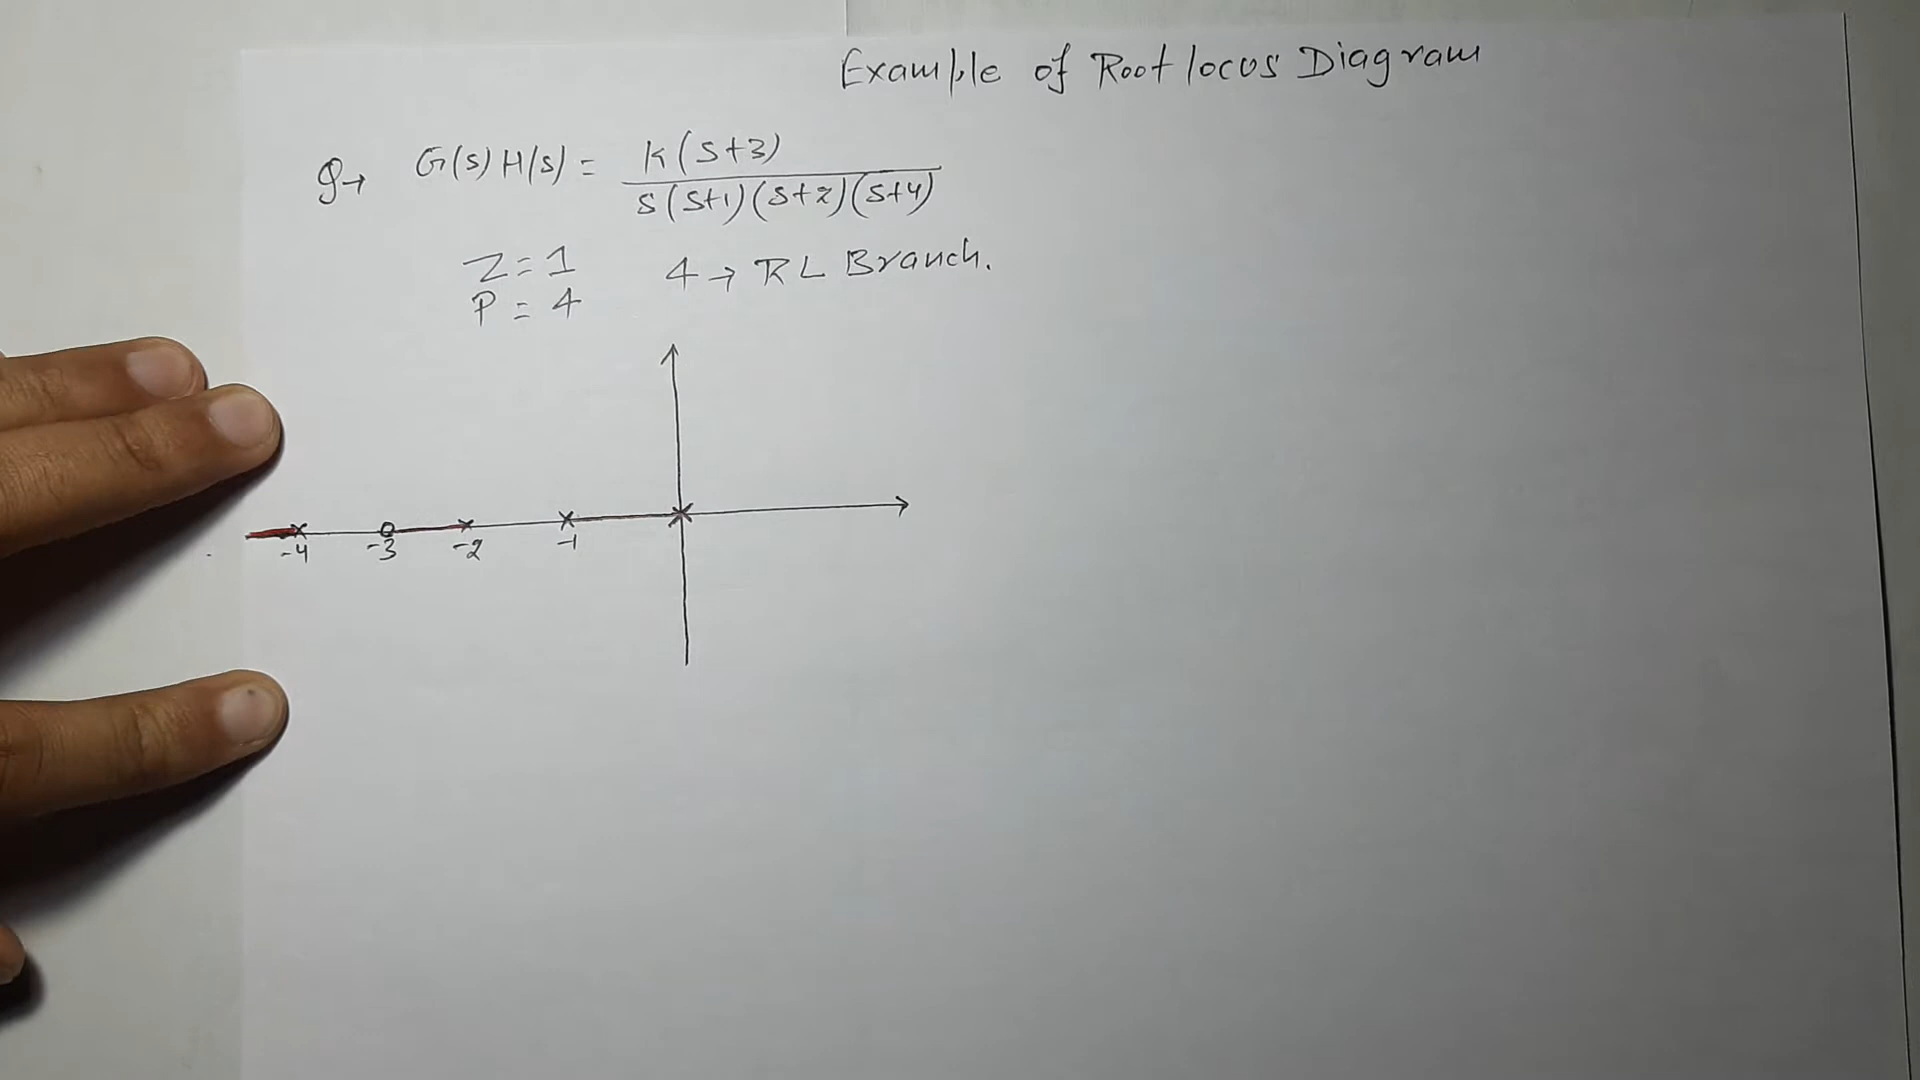 Example of Root locus Diagram
Q→ G(s) H(s) = K(s+3)
s(s+1)(s+2)(s+4)
Z = 1 4 → RL Branch.
P = 4
-4 -3 -2 -1